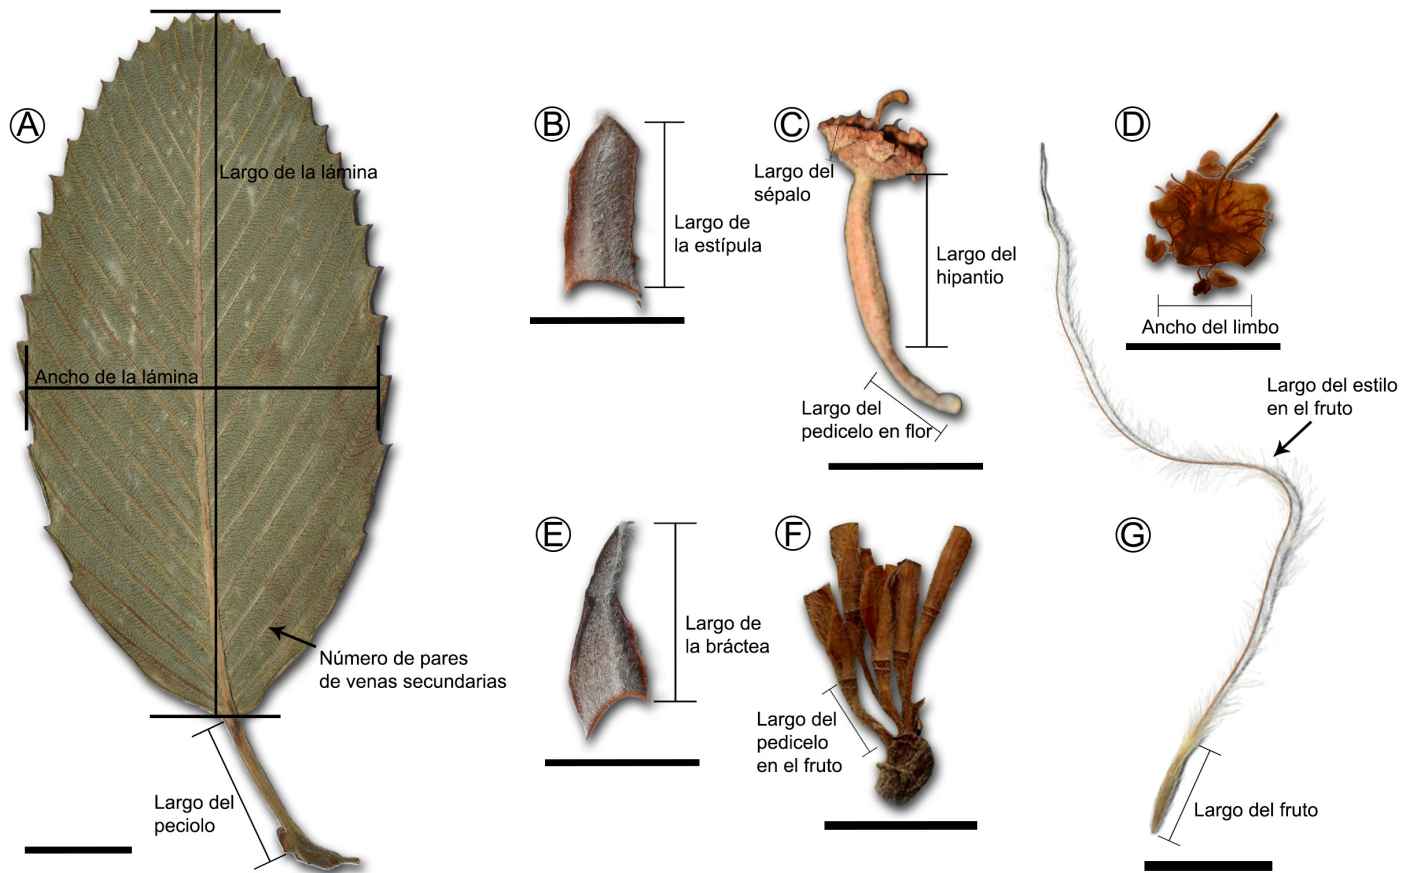 A
Largo de la lámina
Ancho de la lámina
Número de pares
de venas secundarias
Largo del
peciolo
B
Largo de
la estípula
C
Largo del
sépalo
Largo del
hipantio
Largo del
pedicelo en flor
D
Ancho del limbo
E
Largo de
la bráctea
F
Largo del
pedicelo
en el fruto
G
Largo del estilo
en el fruto
Largo del fruto